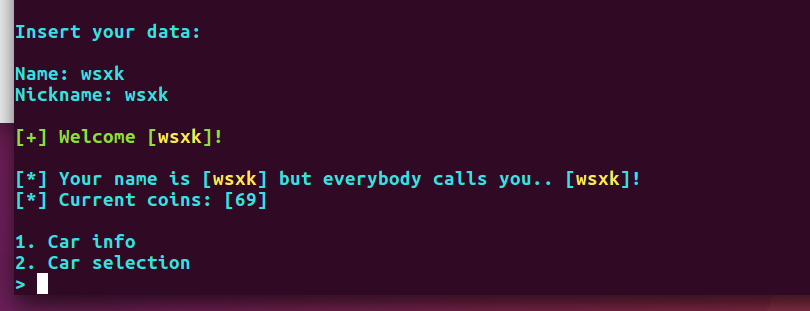 Insert your data:
Name: wsxk
Nickname: wsxk
[+] Welcome [wsxk]!
[*] Your name is [wsxk] but everybody calls you.. [wsxk]!
[*] Current coins: [69]
1. Car info
2. Car selection
>